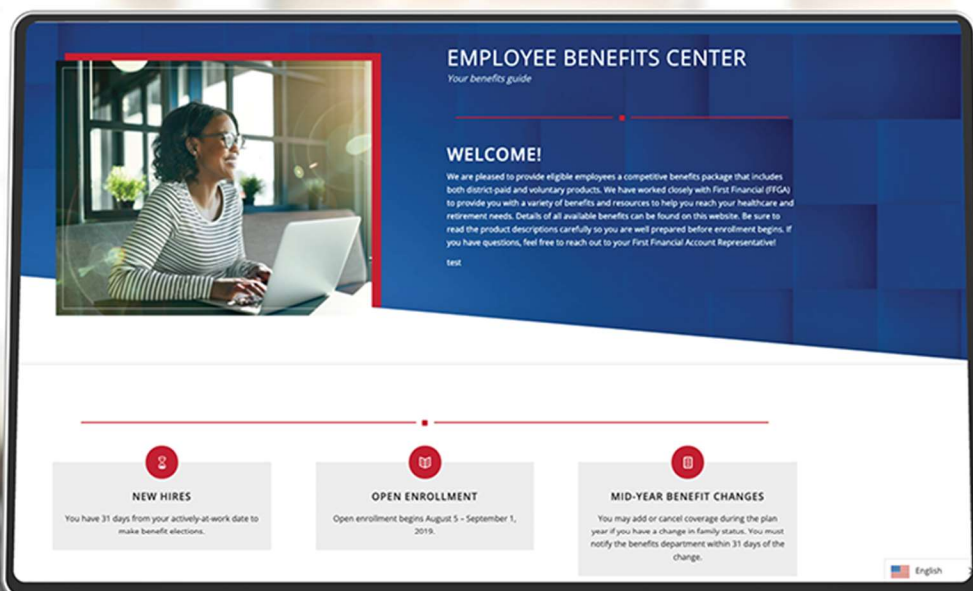 EMPLOYEE BENEFITS CENTER
Your benefits guide
WELCOME!
We are pleased to provide eligible employees a competitive benefits package that includes
both district-paid and voluntary products. We have worked closely with First Financial (FFGA)
to provide you with a variety of benefits and resources to help you reach your healthcare and
retirement needs. Details of all available benefits can be found on this website. Be sure to
read the product descriptions carefully so you are well prepared before enrollment begins. If
you have questions, feel free to reach out to your First Financial Account Representative!
test
NEW HIRES
You have 31 days from your actively-at-work date to
make benefit elections.
OPEN ENROLLMENT
Open enrollment begins August 5 – September 1,
2019.
MID-YEAR BENEFIT CHANGES
You may add or cancel coverage during the plan
year if you have a change in family status. You must
notify the benefits department within 31 days of the
change.
English